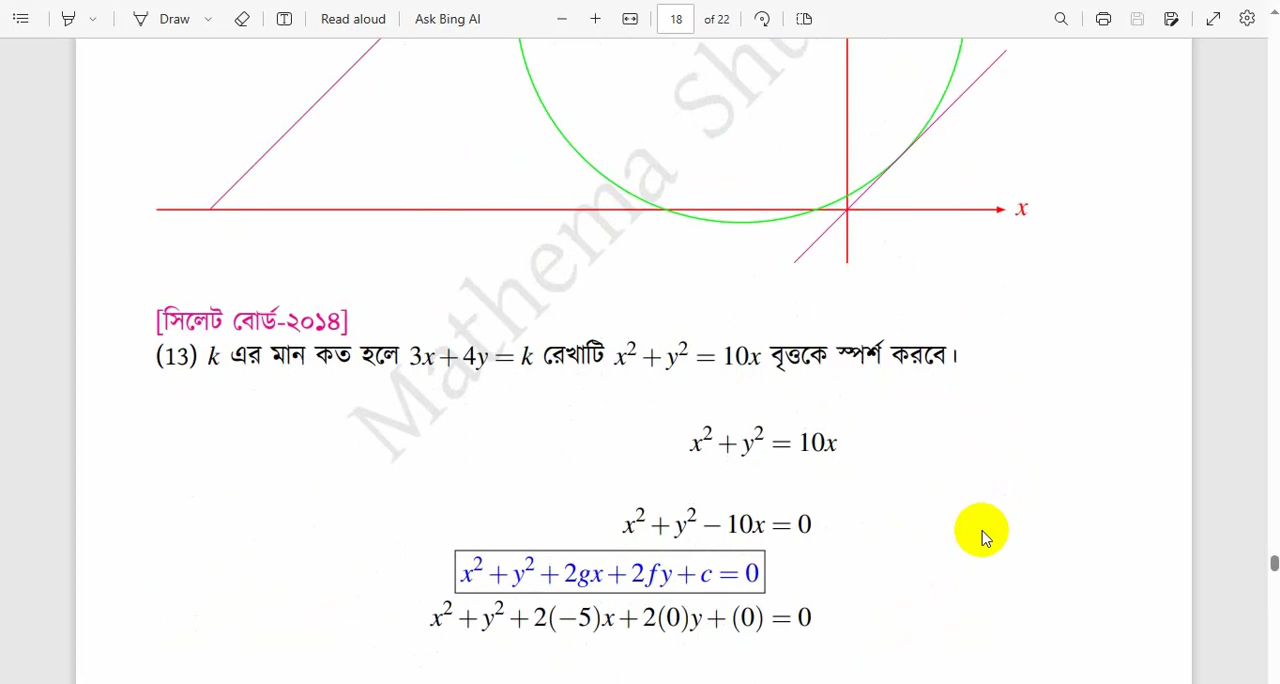 Draw Read aloud Ask Bing AI 18 of 22
Mathema Shu
x
[সিলেট বোর্ড-২০১৪]
(13) k এর মান কত হলে 3x + 4y = k রেখাটি x² + y² = 10x বৃত্তকে স্পর্শ করবে।
x² + y² = 10x
x² + y² − 10x = 0
x² + y² + 2gx + 2fy + c = 0
x² + y² + 2(−5)x + 2(0)y + (0) = 0